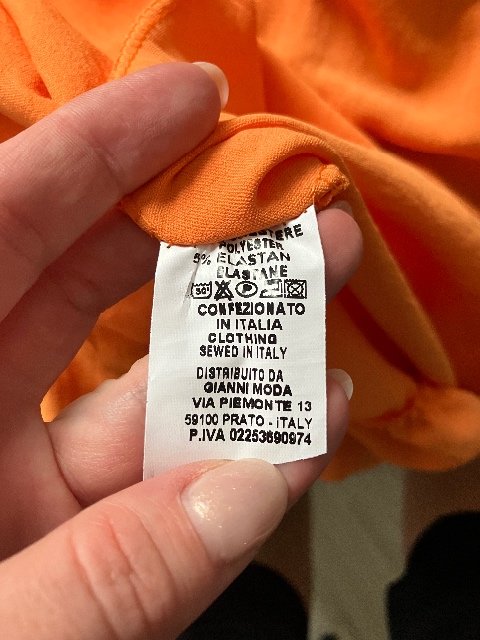 POLYESTER
5% ELASTAN
ELASTANE
30°
CONFEZIONATO
IN ITALIA
CLOTHING
SEWED IN ITALY
DISTRIBUITO DA
GIANNI MODA
VIA PIEMONTE 13
59100 PRATO - ITALY
P.IVA 02253690974